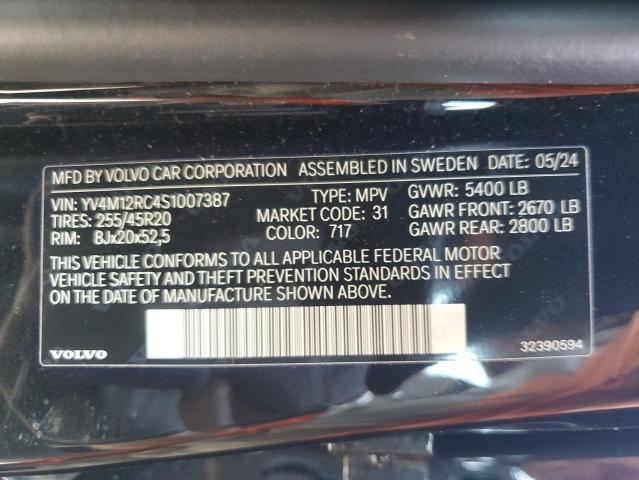 MFD BY VOLVO CAR CORPORATION ASSEMBLED IN SWEDEN DATE: 05/24
VIN: YV4M12RC4S1007387 TYPE: MPV GVWR: 5400 LB
TIRES: 255/45R20 MARKET CODE: 31 GAWR FRONT: 2670 LB
RIM: 8Jx20x52,5 COLOR: 717 GAWR REAR: 2800 LB
THIS VEHICLE CONFORMS TO ALL APPLICABLE FEDERAL MOTOR
VEHICLE SAFETY AND THEFT PREVENTION STANDARDS IN EFFECT
ON THE DATE OF MANUFACTURE SHOWN ABOVE.
VOLVO 32390594